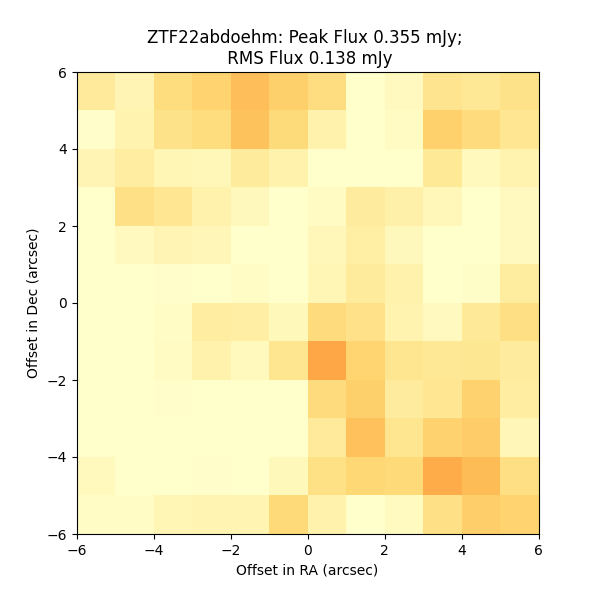 ZTF22abdoehm: Peak Flux 0.355 mJy;
RMS Flux 0.138 mJy
6
4
2
0
−2
−4
−6
Offset in Dec (arcsec)
−6 −4 −2 0 2 4 6
Offset in RA (arcsec)